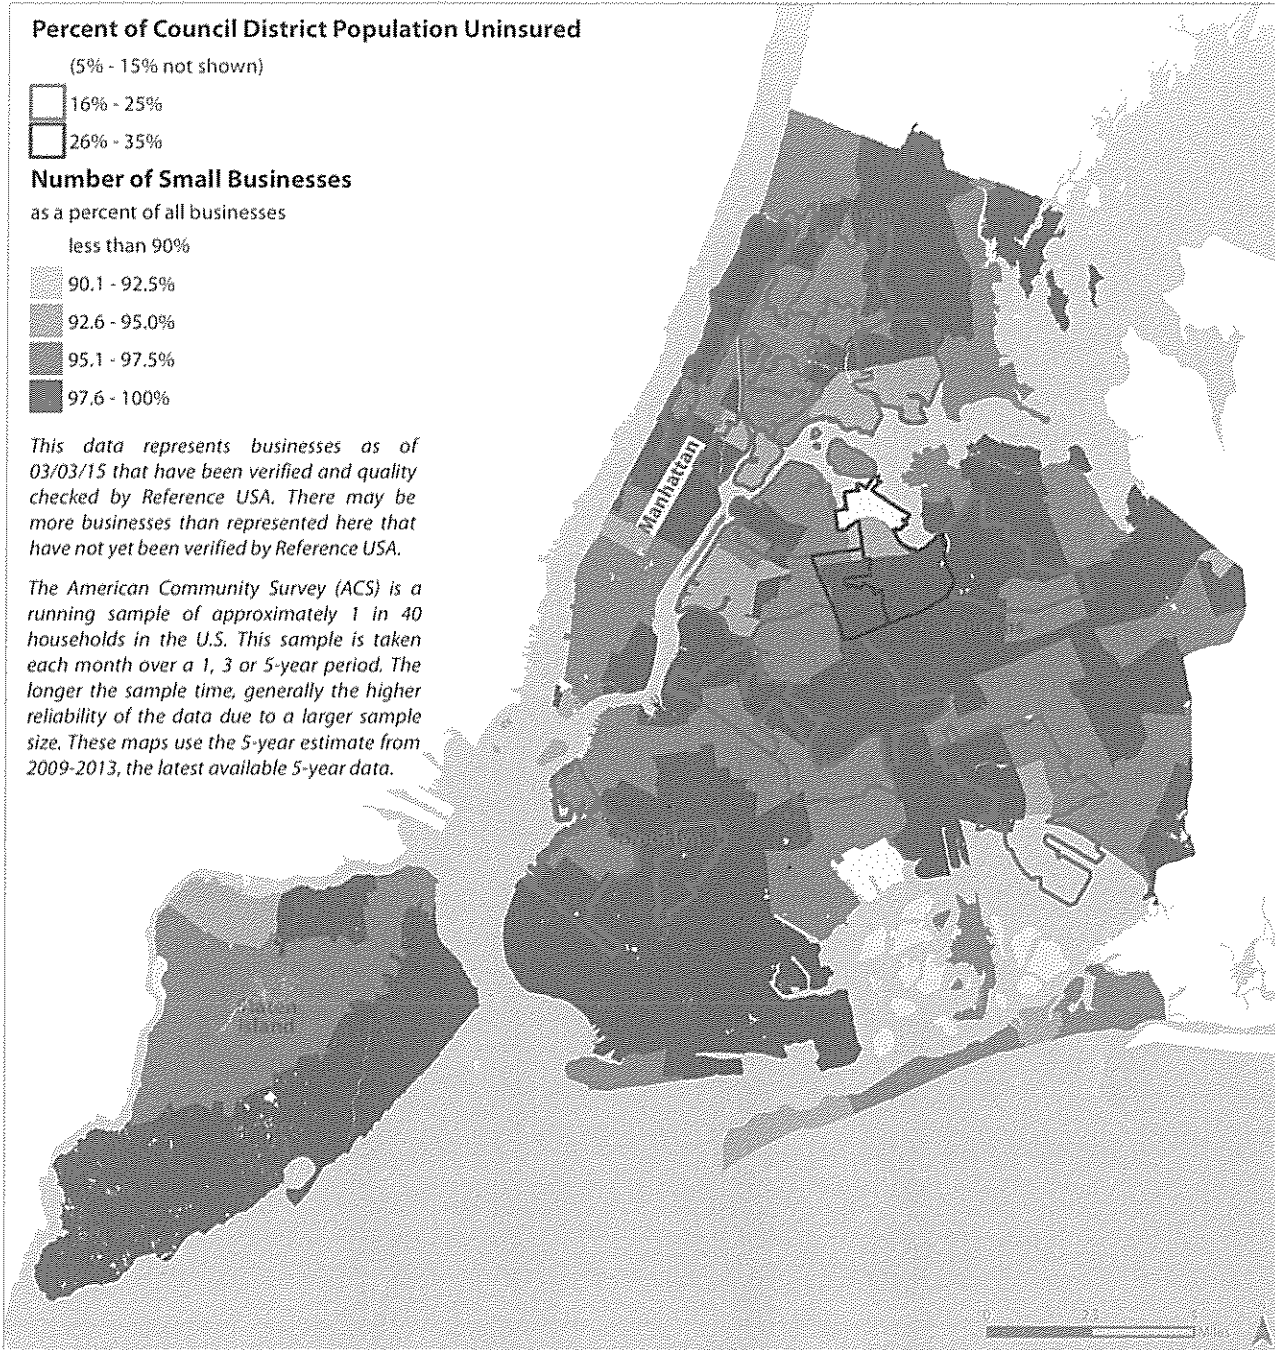 Percent of Council District Population Uninsured
(5% - 15% not shown)
16% - 25%
26% - 35%
Number of Small Businesses
as a percent of all businesses
less than 90%
90.1 - 92.5%
92.6 - 95.0%
95.1 - 97.5%
97.6 - 100%
This data represents businesses as of
03/03/15 that have been verified and quality
checked by Reference USA. There may be
more businesses than represented here that
have not yet been verified by Reference USA.
The American Community Survey (ACS) is a
running sample of approximately 1 in 40
households in the U.S. This sample is taken
each month over a 1, 3 or 5-year period. The
longer the sample time, generally the higher
reliability of the data due to a larger sample
size. These maps use the 5-year estimate from
2009-2013, the latest available 5-year data.
Manhattan
Staten
Island
0
Miles